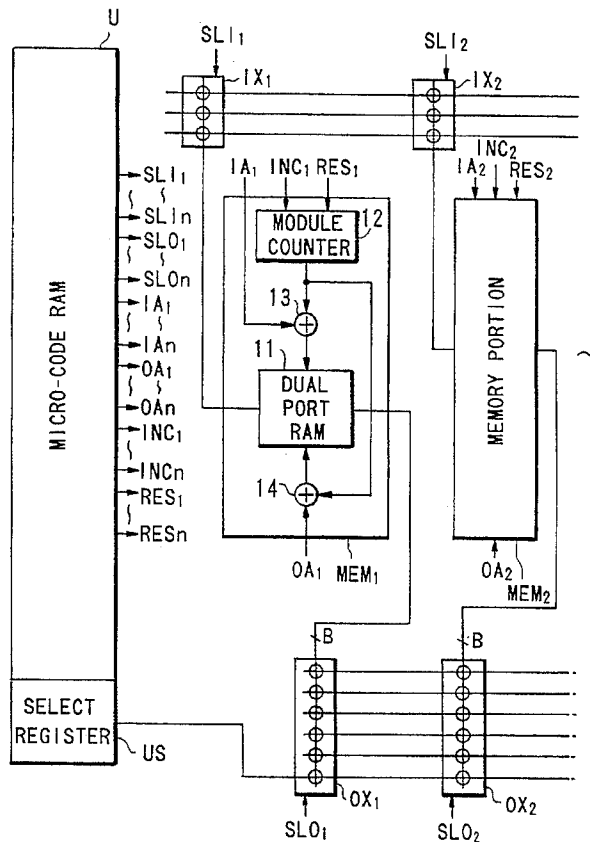 U
SLI1
SLI2
IX1
IX2
IA1
INC1
RES1
INC2
IA2
RES2
MICRO-CODE RAM
SLI1
SLIn
SLO1
SLOn
IA1
IAn
OA1
OAn
INC1
INCn
RES1
RESn
MODULE
COUNTER
12
13
11
DUAL
PORT
RAM
14
OA1
MEM1
MEMORY PORTION
OA2
MEM2
B
B
SELECT
REGISTER
US
OX1
OX2
SLO1
SLO2